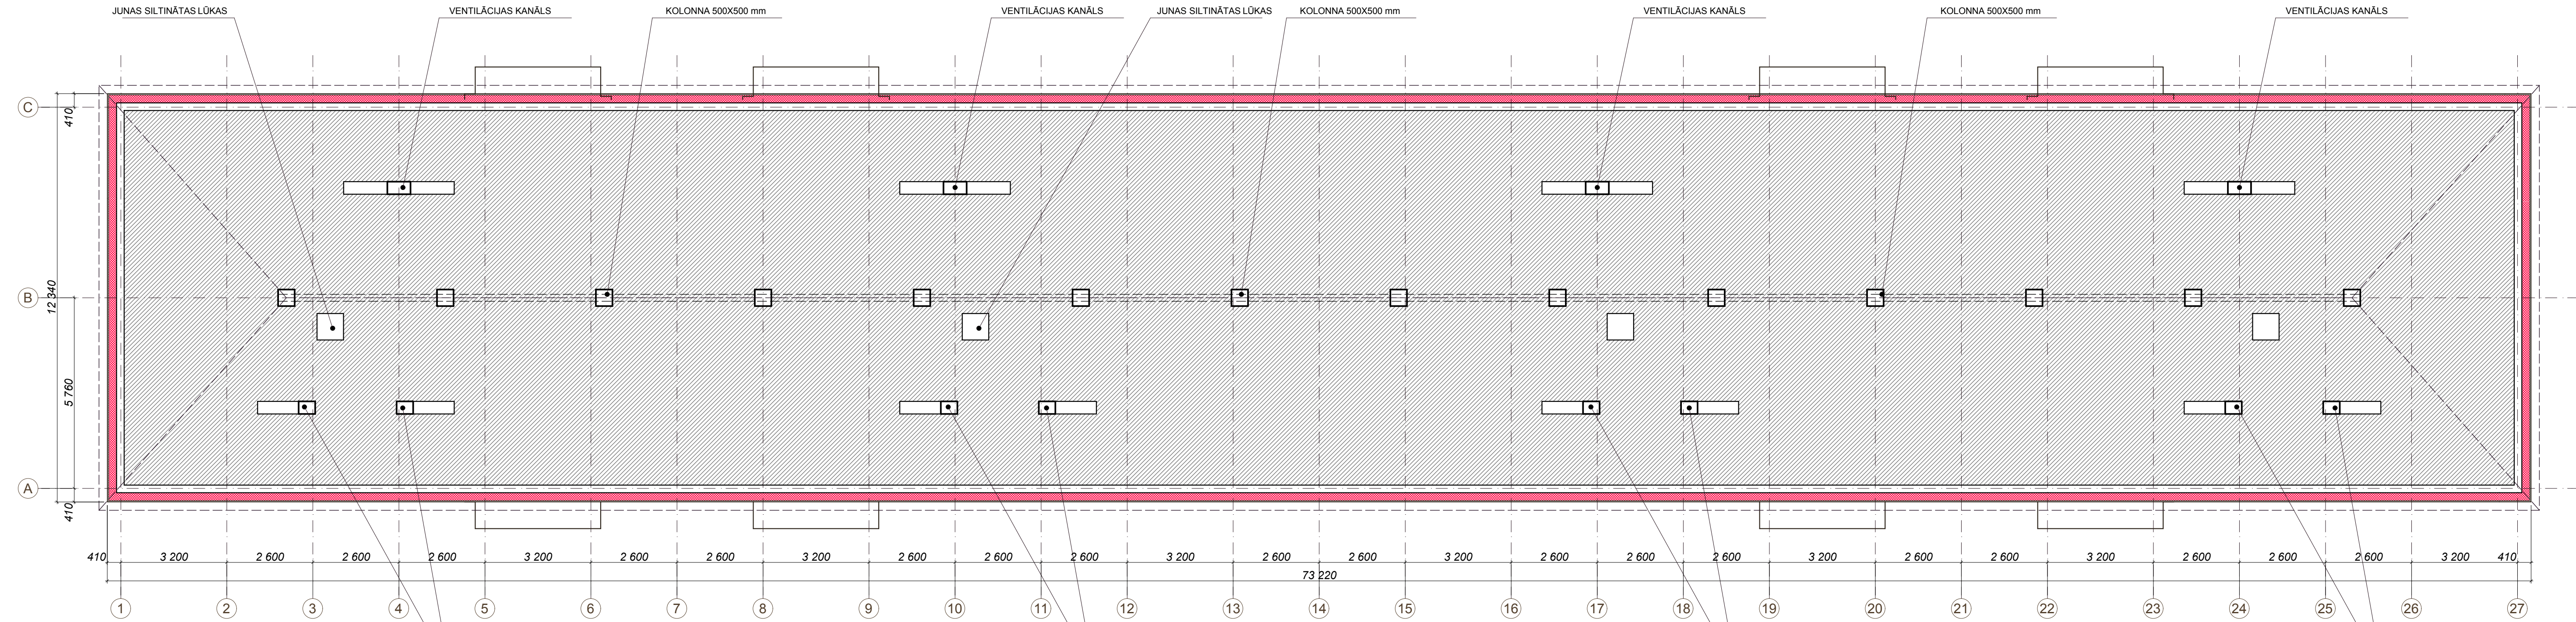 JUNAS SILTINĀTAS LŪKAS
VENTILĀCIJAS KANĀLS
KOLONNA 500X500 mm
VENTILĀCIJAS KANĀLS
JUNAS SILTINĀTAS LŪKAS
KOLONNA 500X500 mm
VENTILĀCIJAS KANĀLS
KOLONNA 500X500 mm
VENTILĀCIJAS KANĀLS
C
410
12 340
B
5 760
A
410
410 3 200 2 600 2 600 2 600 3 200 2 600 2 600 3 200 2 600 2 600 2 600 3 200 2 600 2 600 3 200 2 600 2 600 2 600 3 200 2 600 2 600 3 200 2 600 2 600 2 600 3 200 410
73 220
1 2 3 4 5 6 7 8 9 10 11 12 13 14 15 16 17 18 19 20 21 22 23 24 25 26 27